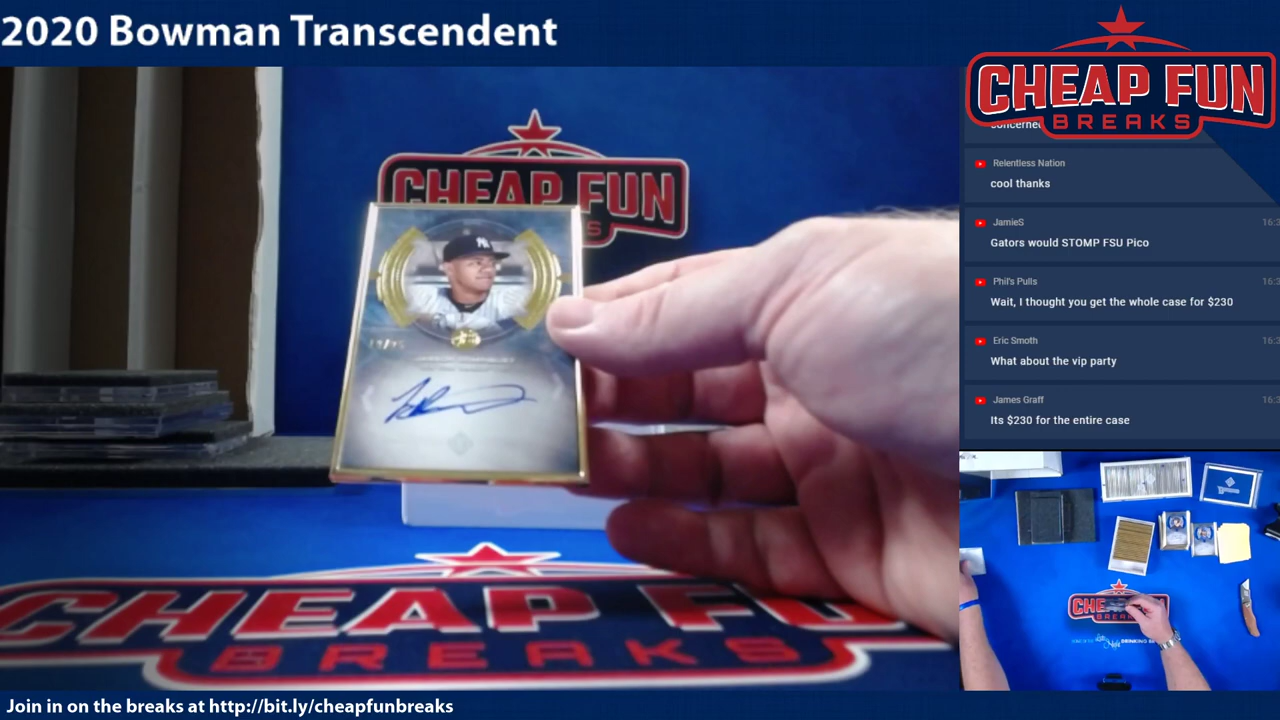 2020 Bowman Transcendent
CHEAP FUN
BREAKS
CHEAP FUN
concerned
Relentless Nation
cool thanks
JamieS
Gators would STOMP FSU Pico
Phil's Pulls
Wait, I thought you get the whole case for $230
Eric Smoth
What about the vip party
James Graff
Its $230 for the entire case
CHEAP FU
BREAKS
Join in on the breaks at http://bit.ly/cheapfunbreaks